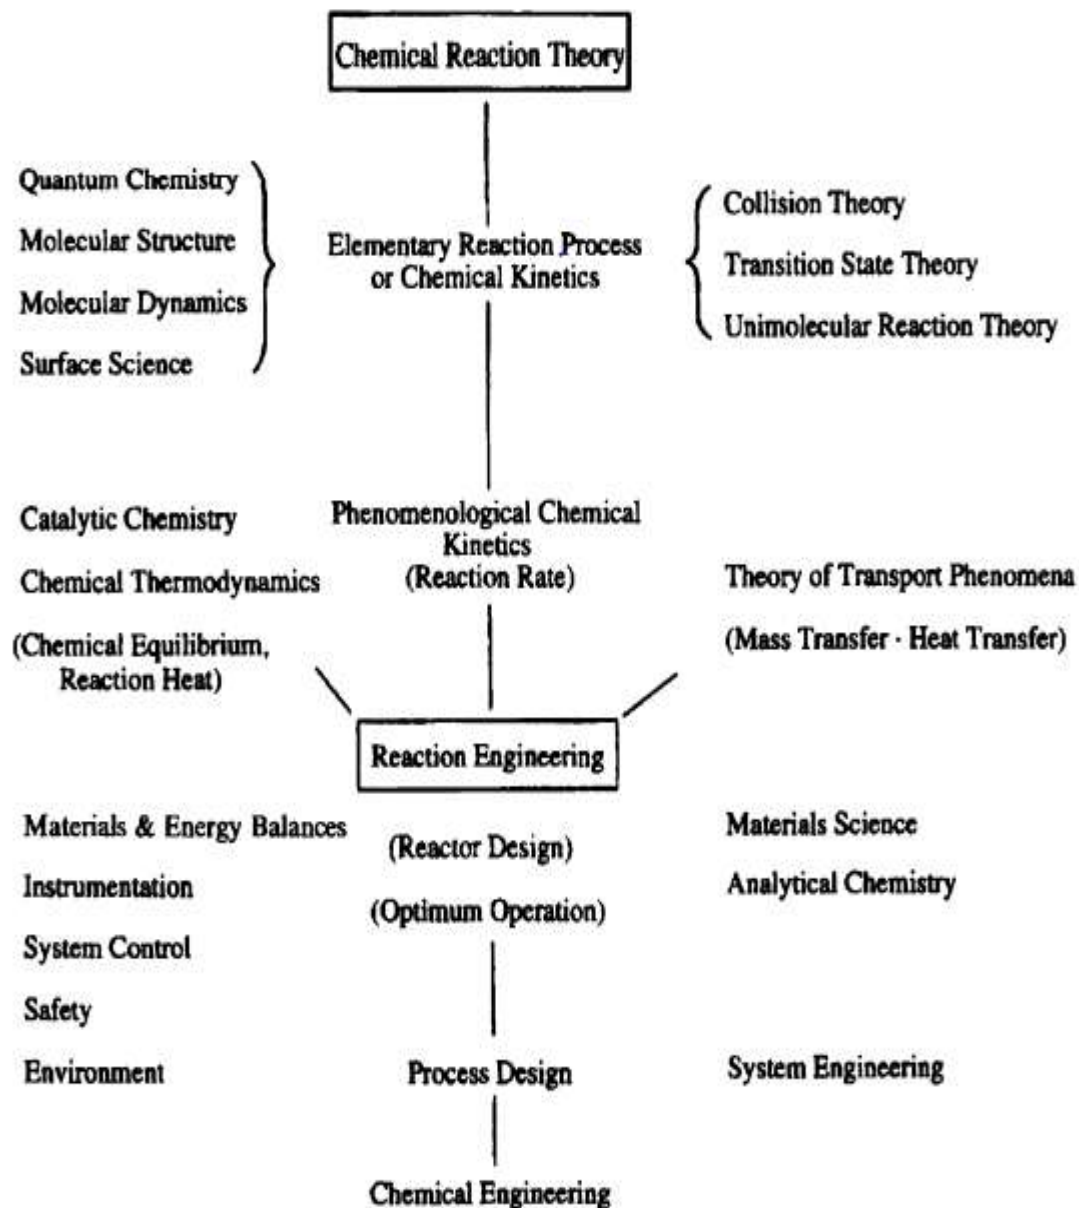 Chemical Reaction Theory
Quantum Chemistry
Molecular Structure
Molecular Dynamics
Surface Science
Elementary Reaction Process
or Chemical Kinetics
Collision Theory
Transition State Theory
Unimolecular Reaction Theory
Catalytic Chemistry
Chemical Thermodynamics
(Chemical Equilibrium,
Reaction Heat)
Phenomenological Chemical
Kinetics
(Reaction Rate)
Theory of Transport Phenomena
(Mass Transfer · Heat Transfer)
Reaction Engineering
Materials & Energy Balances
Instrumentation
System Control
Safety
Environment
(Reactor Design)
(Optimum Operation)
Process Design
Materials Science
Analytical Chemistry
System Engineering
Chemical Engineering